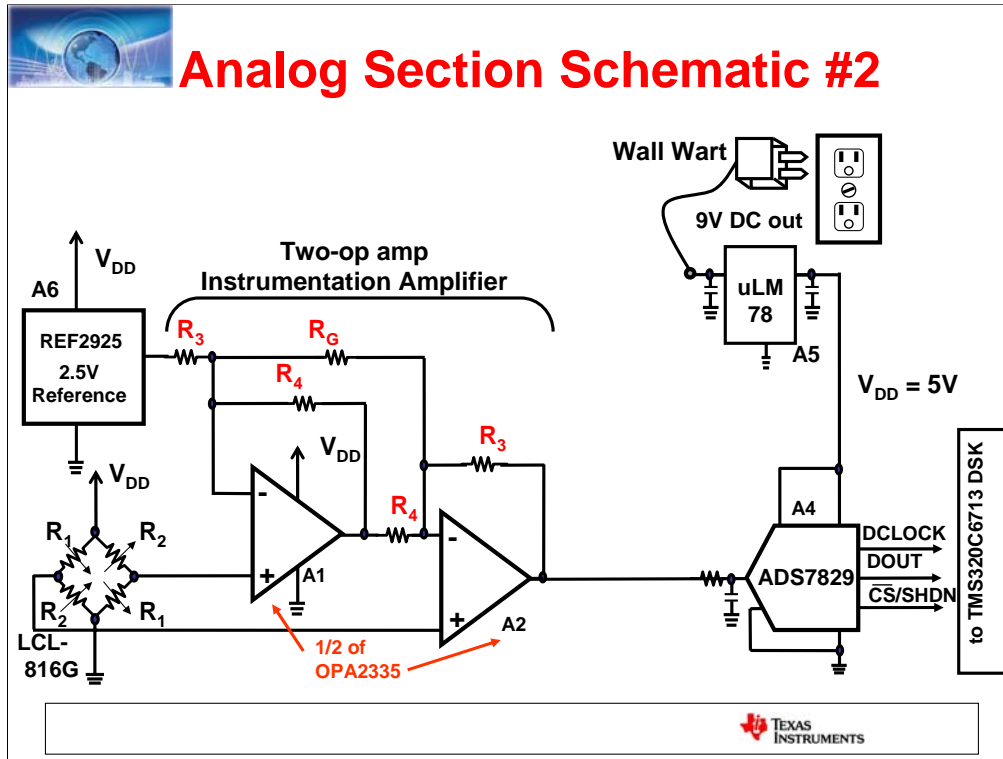 Analog Section Schematic #2
Wall Wart
9V DC out
Two-op amp
Instrumentation Amplifier
VDD
A6
REF2925
2.5V
Reference
R3
RG
R4
uLM
78
A5
VDD = 5V
VDD
R3
R4
-
+
A1
-
+
A2
VDD
R1
R2
R2
R1
LCL-
816G
1/2 of
OPA2335
A4
ADS7829
DCLOCK
DOUT
CS/SHDN
to TMS320C6713 DSK
TEXAS
INSTRUMENTS